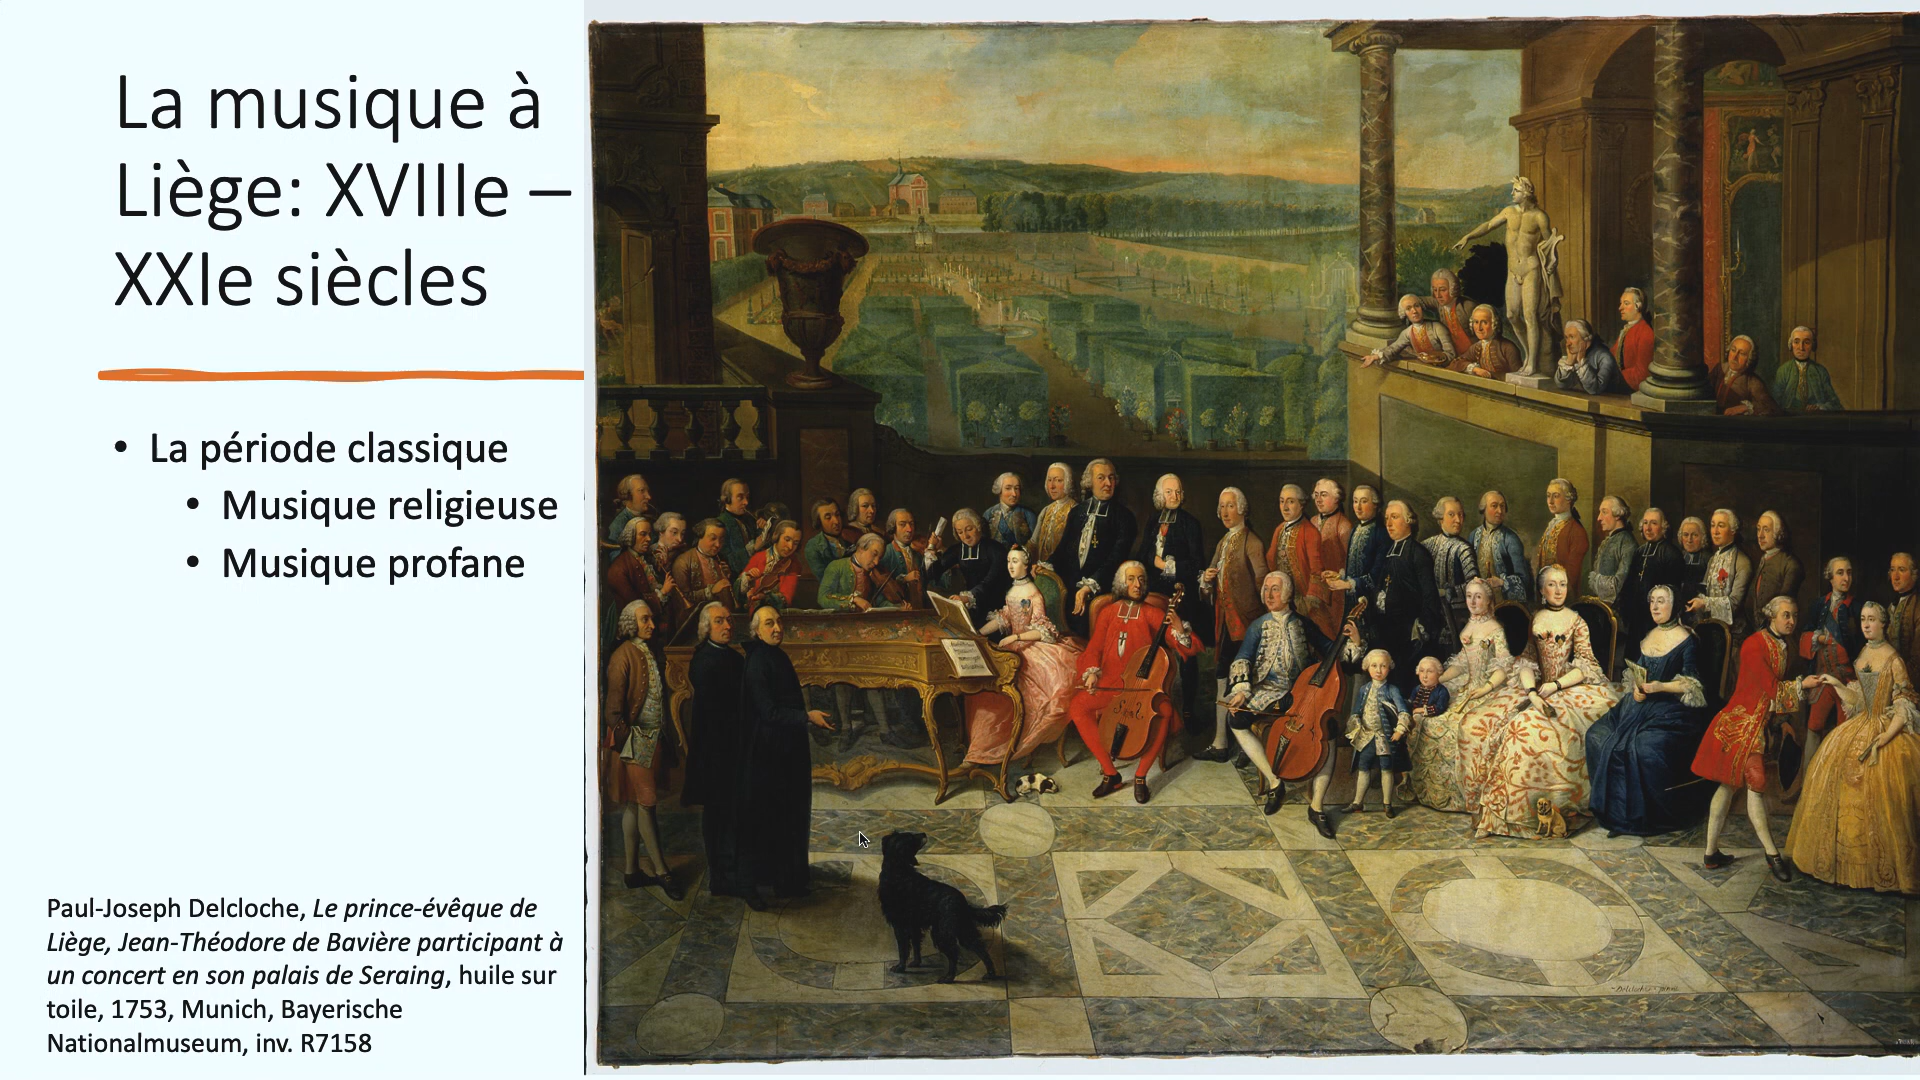 La musique à
Liège: XVIIIe –
XXIe siècles
• La période classique
• Musique religieuse
• Musique profane
Paul-Joseph Delcloche, Le prince-évêque de
Liège, Jean-Théodore de Bavière participant à
un concert en son palais de Seraing, huile sur
toile, 1753, Munich, Bayerische
Nationalmuseum, inv. R7158